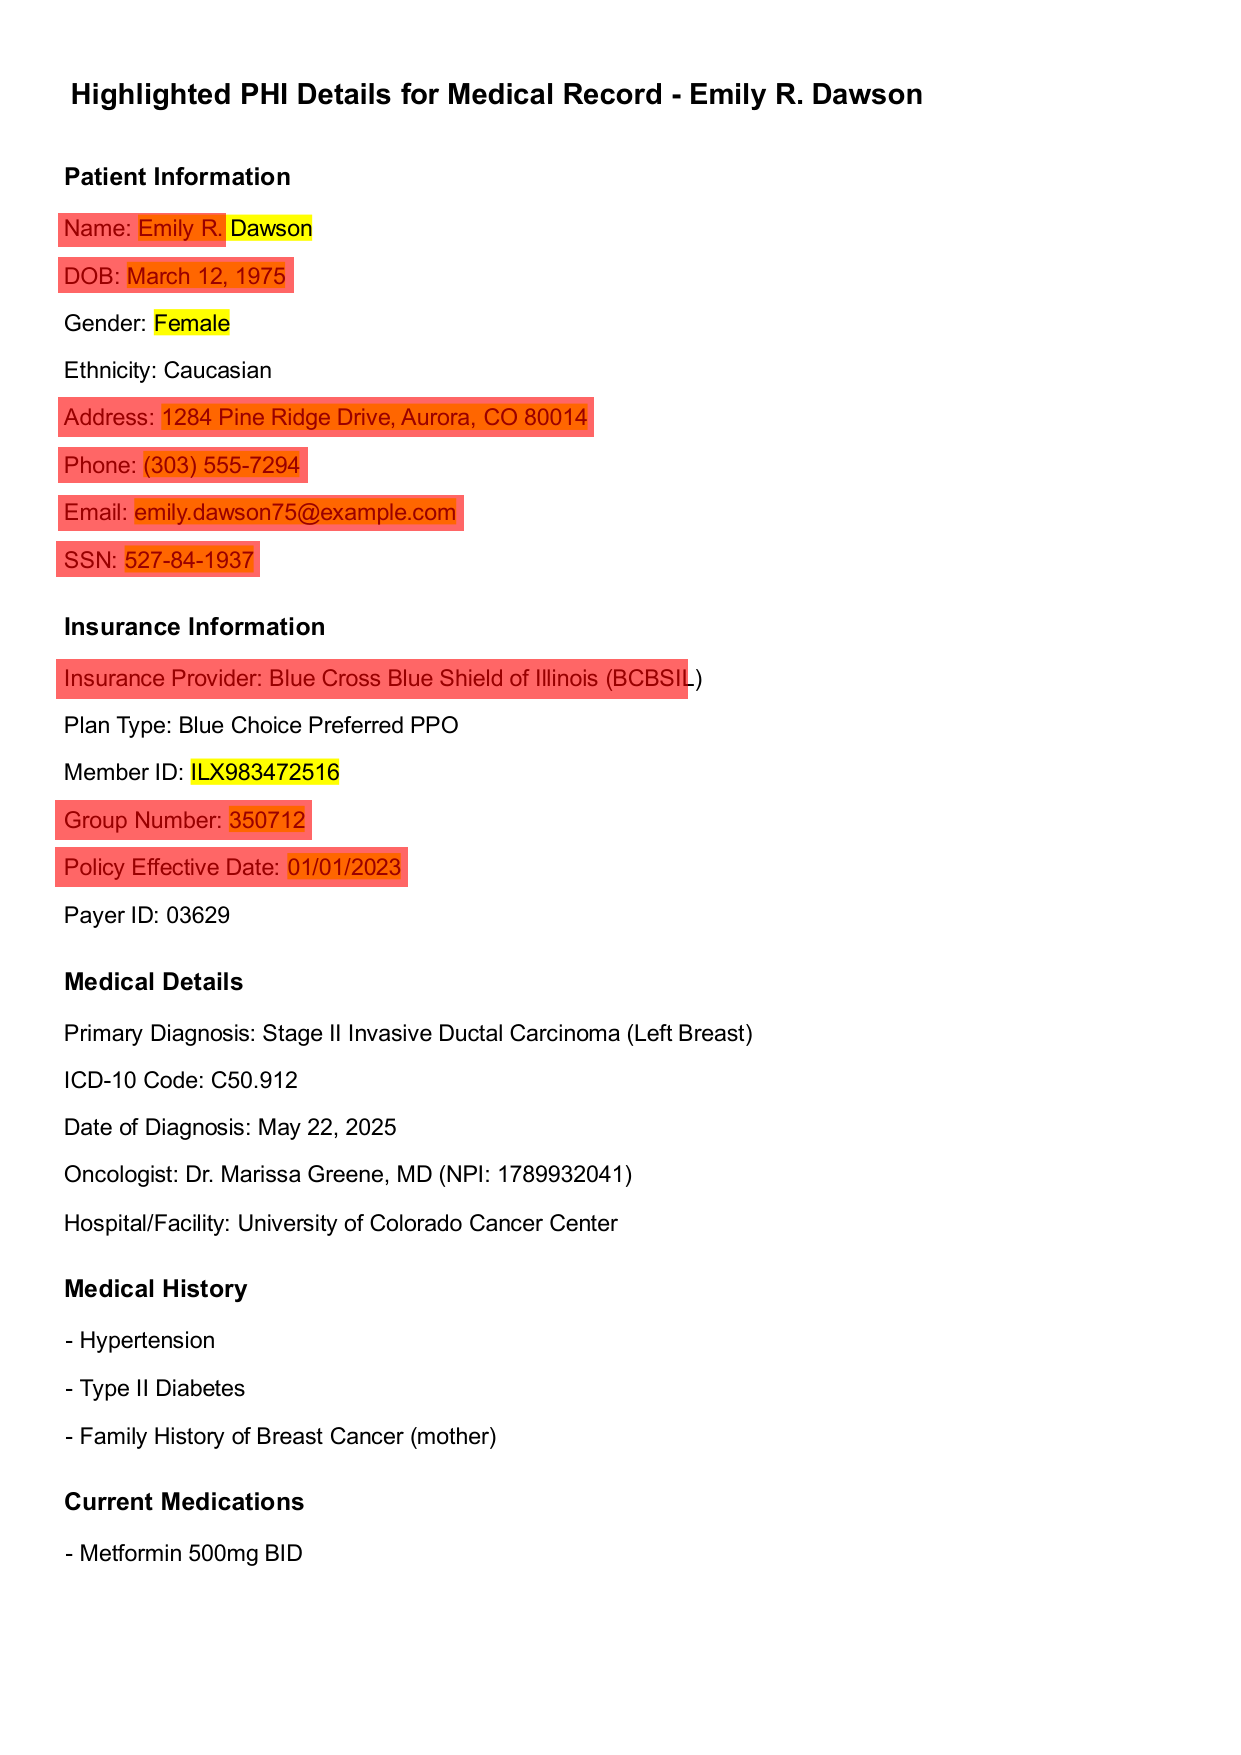 Highlighted PHI Details for Medical Record - Emily R. Dawson
Patient Information
Name: Emily R. Dawson
DOB: March 12, 1975
Gender: Female
Ethnicity: Caucasian
Address: 1284 Pine Ridge Drive, Aurora, CO 80014
Phone: (303) 555-7294
Email: emily.dawson75@example.com
SSN: 527-84-1937
Insurance Information
Insurance Provider: Blue Cross Blue Shield of Illinois (BCBSIL)
Plan Type: Blue Choice Preferred PPO
Member ID: ILX983472516
Group Number: 350712
Policy Effective Date: 01/01/2023
Payer ID: 03629
Medical Details
Primary Diagnosis: Stage II Invasive Ductal Carcinoma (Left Breast)
ICD-10 Code: C50.912
Date of Diagnosis: May 22, 2025
Oncologist: Dr. Marissa Greene, MD (NPI: 1789932041)
Hospital/Facility: University of Colorado Cancer Center
Medical History
- Hypertension
- Type II Diabetes
- Family History of Breast Cancer (mother)
Current Medications
- Metformin 500mg BID